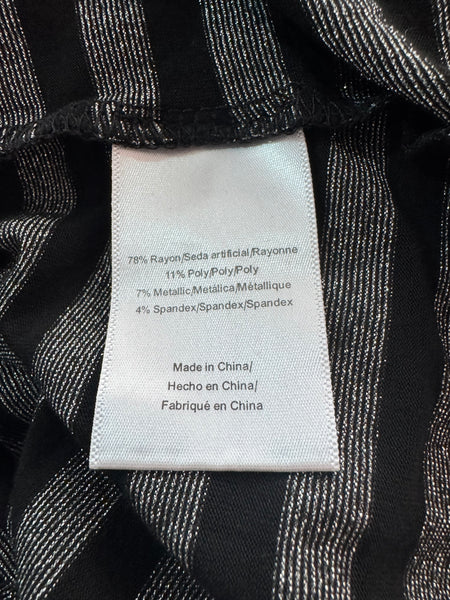 78% Rayon/Seda artificial/Rayonne
11% Poly/Poly/Poly
7% Metallic/Metálica/Métallique
4% Spandex/Spandex/Spandex
Made in China/
Hecho en China/
Fabriqué en China